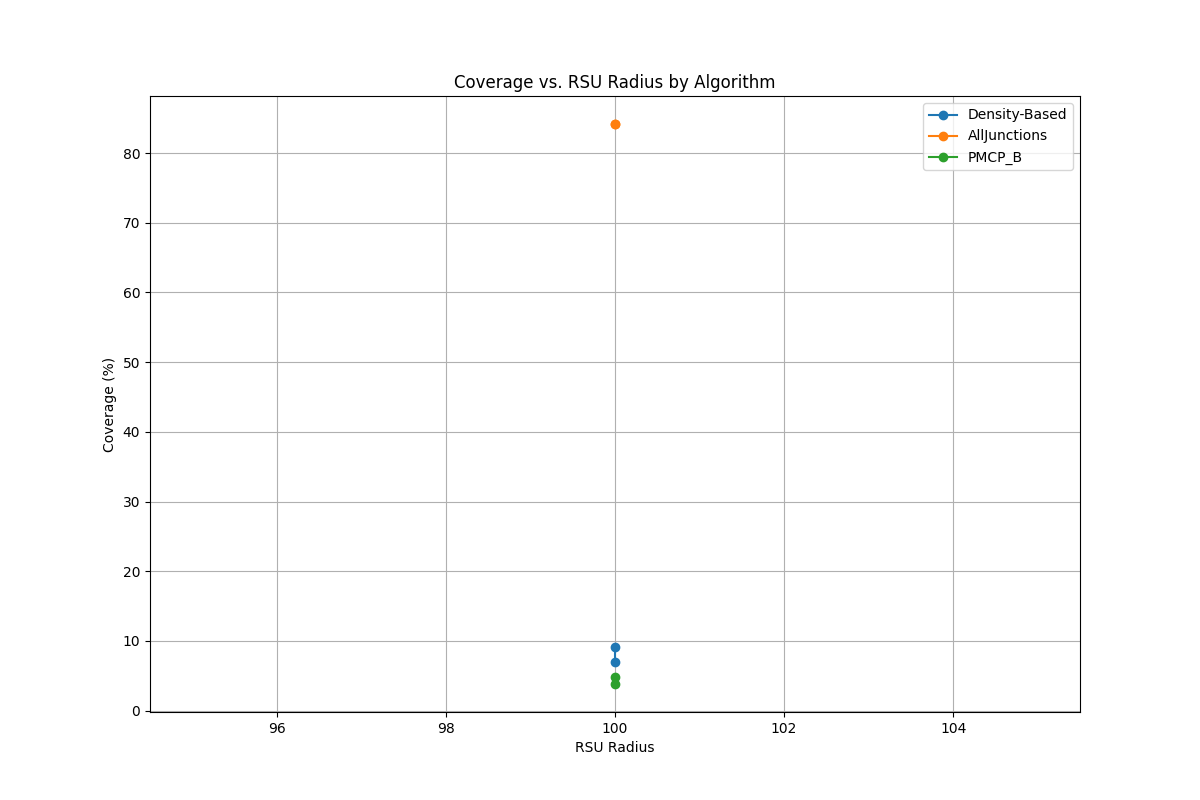 Coverage vs. RSU Radius by Algorithm
Density-Based
AllJunctions
PMCP_B
Coverage (%)
80
70
60
50
40
30
20
10
0
96 98 100 102 104
RSU Radius